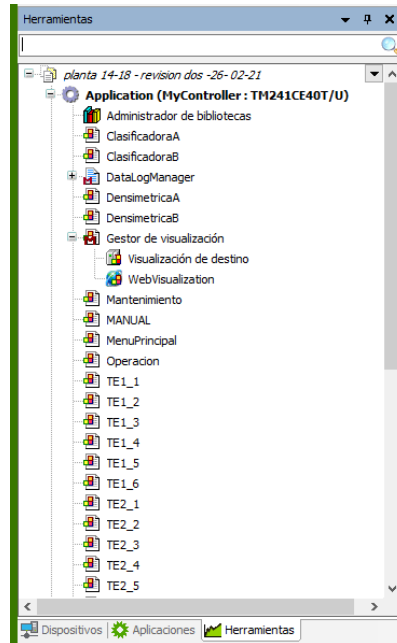 Herramientas
planta 14-18 - revision dos -26- 02-21
Application (MyController : TM241CE40T/U)
Administrador de bibliotecas
ClasificadoraA
ClasificadoraB
DataLogManager
DensimetricaA
DensimetricaB
Gestor de visualización
Visualización de destino
WebVisualization
Mantenimiento
MANUAL
MenuPrincipal
Operacion
TE1_1
TE1_2
TE1_3
TE1_4
TE1_5
TE1_6
TE2_1
TE2_2
TE2_3
TE2_4
TE2_5
Dispositivos Aplicaciones Herramientas